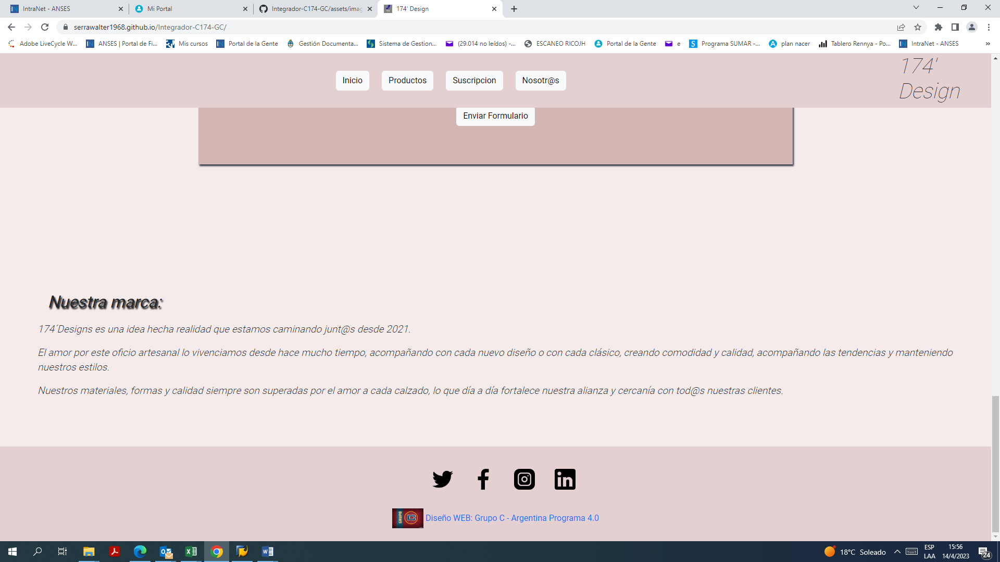 IntraNet - ANSES
Mi Portal
Integrador-C174-GC/assets/imag
174' Design
serrawalter1968.github.io/Integrador-C174-GC/
Adobe LiveCycle W...
ANSES | Portal de Fi...
Mis cursos
Portal de la Gente
Gestión Documenta...
Sistema de Gestion...
(29.014 no leídos) -...
ESCANEO RICOJH
Portal de la Gente
e
Programa SUMAR -...
plan nacer
Tablero Rennya - Po...
IntraNet - ANSES
»
Inicio
Productos
Suscripcion
Nosotr@s
174'
Design
Enviar Formulario
Nuestra marca:
174´Designs es una idea hecha realidad que estamos caminando junt@s desde 2021.
El amor por este oficio artesanal lo vivenciamos desde hace mucho tiempo, acompañando con cada nuevo diseño o con cada clásico, creando comodidad y calidad, acompañando las tendencias y manteniendo
nuestros estilos.
Nuestros materiales, formas y calidad siempre son superadas por el amor a cada calzado, lo que día a día fortalece nuestra alianza y cercanía con tod@s nuestras clientes.
GRUPO C
Diseño WEB: Grupo C - Argentina Programa 4.0
18°C Soleado
ESP
LAA
15:56
14/4/2023
24